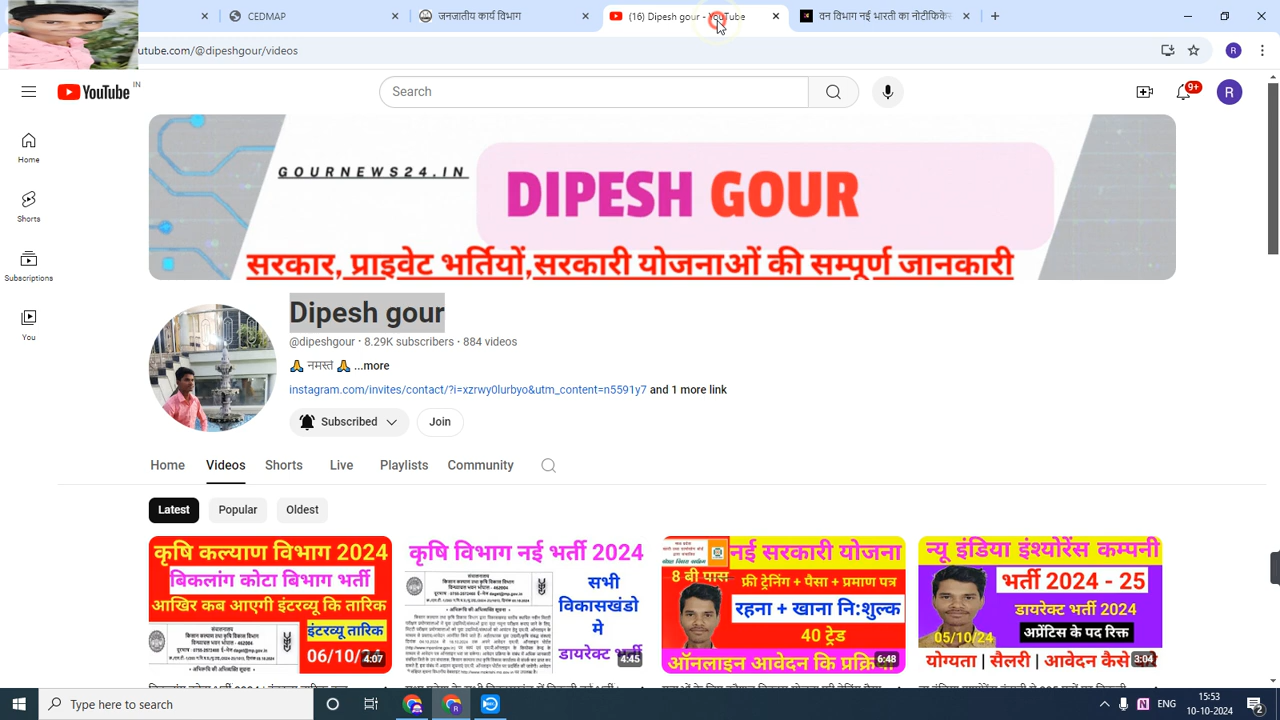 CEDMAP
जनजातीय कार्य विभाग
(16) Dipesh gour - YouTube
utube.com/@dipeshgour/videos
R
YouTube IN
Search
9+
R
Home
Shorts
Subscriptions
You
GOURNEWS24.IN
DIPESH GOUR
सरकार, प्राइवेट भर्तियों,सरकारी योजनाओं की सम्पूर्ण जानकारी
Dipesh gour
@dipeshgour • 8.29K subscribers • 884 videos
🙏 नमस्ते 🙏 ...more
instagram.com/invites/contact/?i=xzrwy0lurbyo&utm_content=n5591y7 and 1 more link
Subscribed
Join
Home Videos Shorts Live Playlists Community
Latest Popular Oldest
कृषि कल्याण विभाग 2024
बिकलांग कोटा बिभाग भर्ती
आखिर कब आएगी इंटरव्यू कि तारिक
इंटरव्यू तारिक
06/10/
4:07
कृषि विभाग नई भर्ती 2024
सभी
विकासखंडो
मे
डायरेक्ट भर्ती
4:45
नई सरकारी योजना
8 बी पास
फ्री ट्रेनिंग + पैसा + प्रमाण पत्र
रहना + खाना नि:शुल्क
40 ट्रेड
ऑनलाइन आवेदन कि प्रक्रि
6:48
न्यू इंडिया इंश्योरेंस कम्पनी
भर्ती 2024 - 25
डायरेक्ट भर्ती 2024
अप्रेंटिस के पद रिक्त
05/10/24
योग्यता | सैलरी | आवेदन कैसे
Type here to search
ENG
15:53
10-10-2024
2